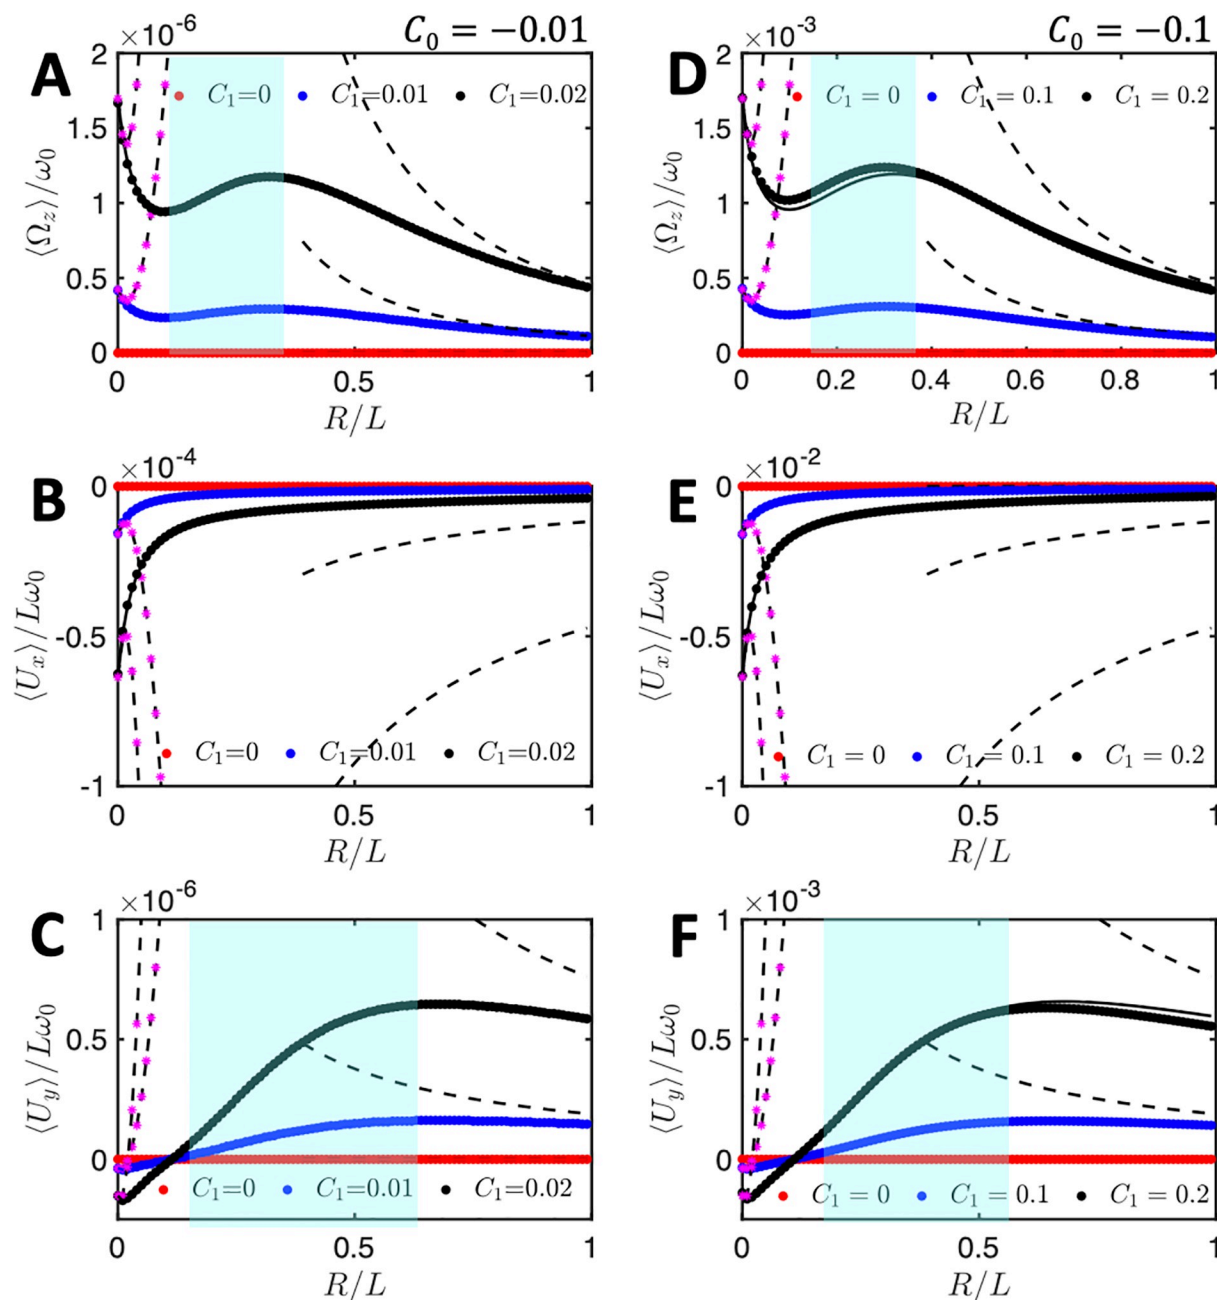 ×10⁻⁶ C₀ = −0.01
A
2
1.5
1
0.5
0
⟨Ω_z⟩/ω₀
C₁=0 C₁=0.01 C₁=0.02
0 0.5 1
R/L
×10⁻³ C₀ = −0.1
D
2
1.5
1
0.5
0
⟨Ω_z⟩/ω₀
C₁ = 0 C₁ = 0.1 C₁ = 0.2
0 0.2 0.4 0.6 0.8 1
R/L
×10⁻⁴
B
0
-0.5
-1
⟨U_x⟩/Lω₀
C₁=0 C₁=0.01 C₁=0.02
0 0.5 1
R/L
×10⁻²
E
0
-0.5
-1
⟨U_x⟩/Lω₀
C₁ = 0 C₁ = 0.1 C₁ = 0.2
0 0.5 1
R/L
×10⁻⁶
C
1
0.5
0
⟨U_y⟩/Lω₀
C₁=0 C₁=0.01 C₁=0.02
0 0.5 1
R/L
×10⁻³
F
1
0.5
0
⟨U_y⟩/Lω₀
C₁ = 0 C₁ = 0.1 C₁ = 0.2
0 0.5 1
R/L